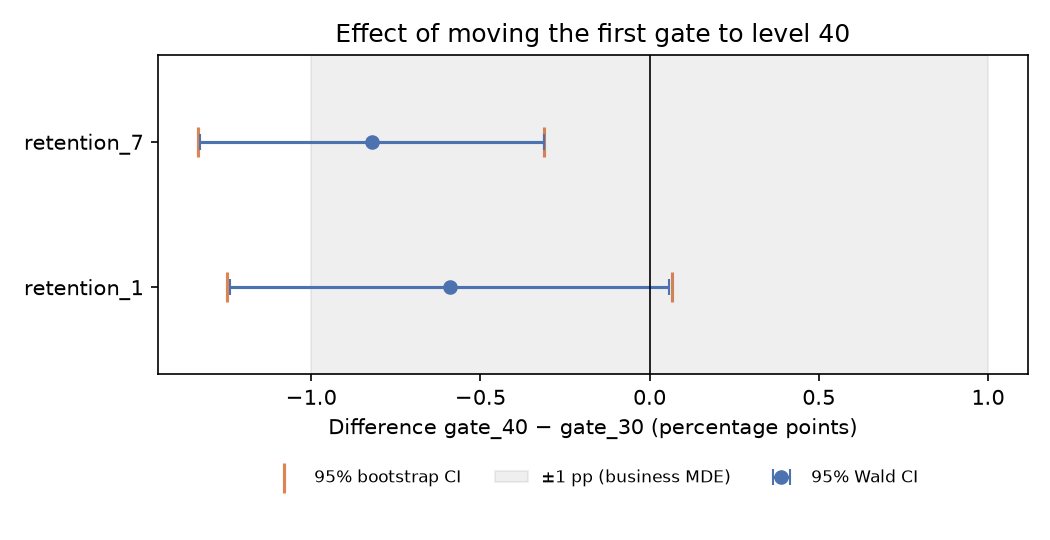 Effect of moving the first gate to level 40
retention_7
retention_1
−1.0 −0.5 0.0 0.5 1.0
Difference gate_40 − gate_30 (percentage points)
95% bootstrap CI ±1 pp (business MDE) 95% Wald CI